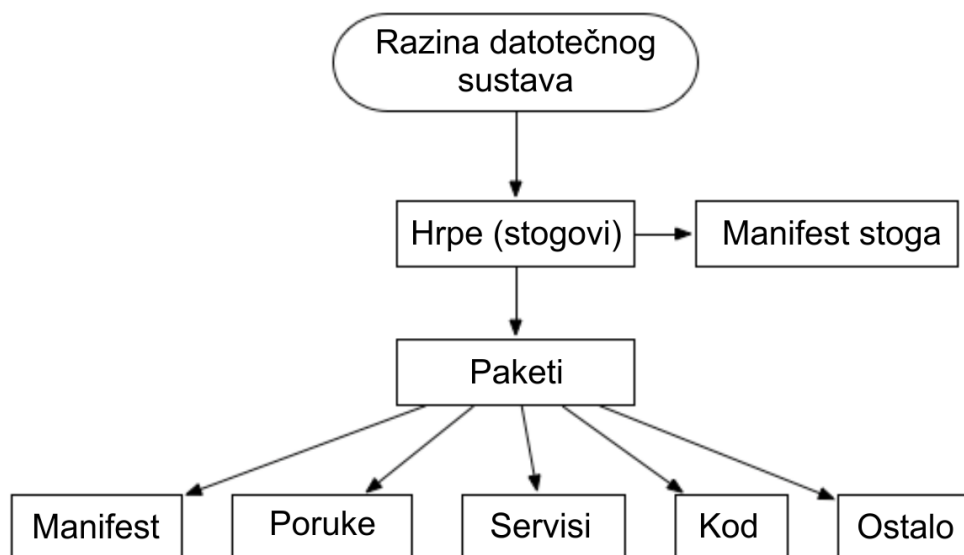 Razina datotečnog
sustava
Hrpe (stogovi)
Manifest stoga
Paketi
Manifest
Poruke
Servisi
Kod
Ostalo